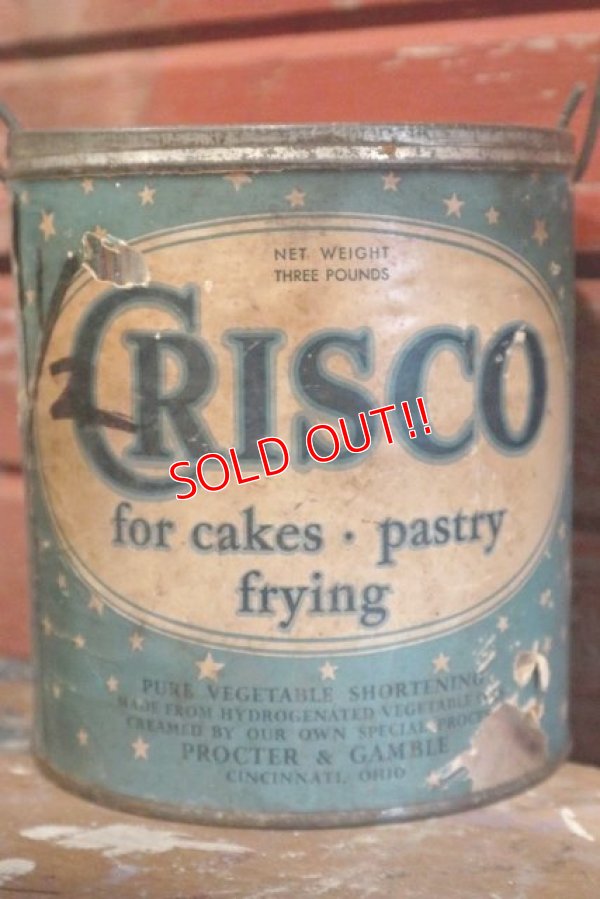 NET WEIGHT
THREE POUNDS
CRISCO
SOLD OUT!!
for cakes · pastry
frying
PURE VEGETABLE SHORTENING
MADE FROM HYDROGENATED VEGETABLE
CREAMED BY OUR OWN SPECIAL
PROCTER & GAMBLE
CINCINNATI, OHIO